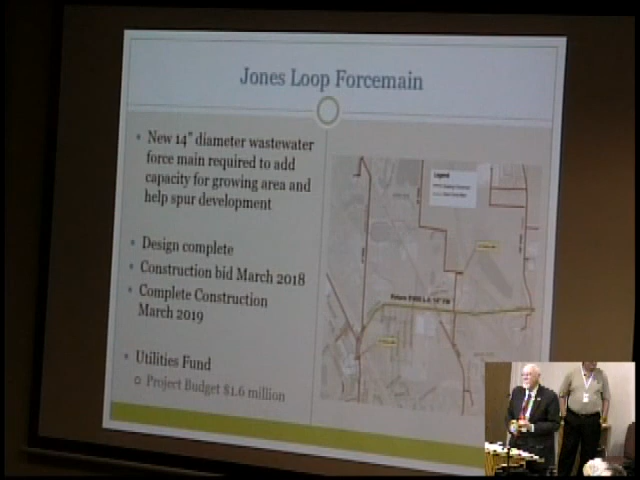 Jones Loop Forcemain
New 14" diameter wastewater
force main required to add
capacity for growing area and
help spur development
Design complete
Construction bid March 2018
Complete Construction
March 2019
Utilities Fund
Project Budget $1.6 million
Legend